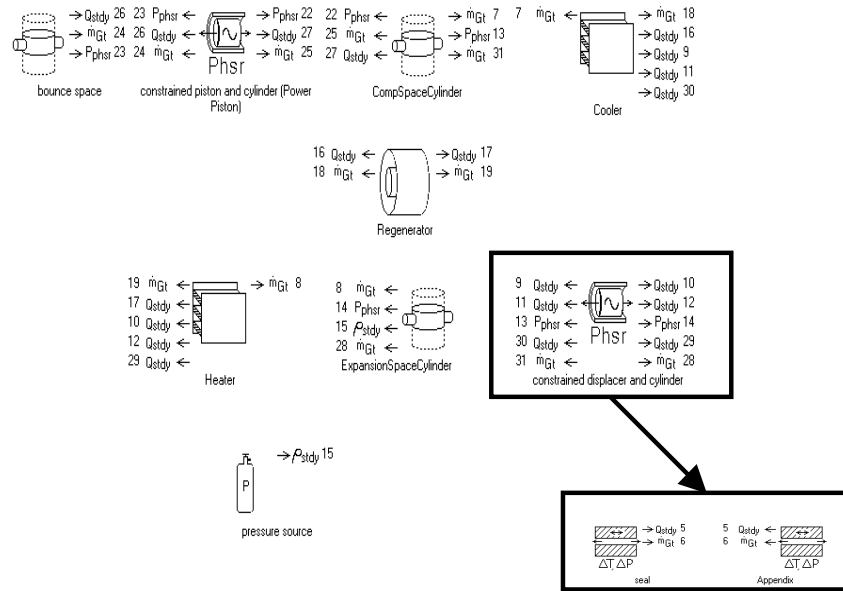 Qstdy 26 23 Pphsr Pphsr 22 22 Pphsr ṁGt 7 7 ṁGt ṁGt 18
ṁGt 24 26 Qstdy Qstdy 27 25 ṁGt Pphsr 13 Qstdy 16
Pphsr 23 24 ṁGt ṁGt 25 27 Qstdy ṁGt 31 Qstdy 9
Phsr
Qstdy 11
Qstdy 30
bounce space
constrained piston and cylinder (Power
Piston)
CompSpaceCylinder
Cooler
16 Qstdy Qstdy 17
18 ṁGt ṁGt 19
Regenerator
19 ṁGt ṁGt 8
17 Qstdy
10 Qstdy
12 Qstdy
29 Qstdy
Heater
8 ṁGt
14 Pphsr
15 ρstdy
28 ṁGt
ExpansionSpaceCylinder
9 Qstdy Qstdy 10
11 Qstdy Qstdy 12
13 Pphsr Pphsr 14
Phsr
30 Qstdy Qstdy 29
31 ṁGt ṁGt 28
constrained displacer and cylinder
ρstdy 15
P
pressure source
Qstdy 5 5 Qstdy
ṁGt 6 6 ṁGt
ΔT, ΔP ΔT, ΔP
seal Appendix